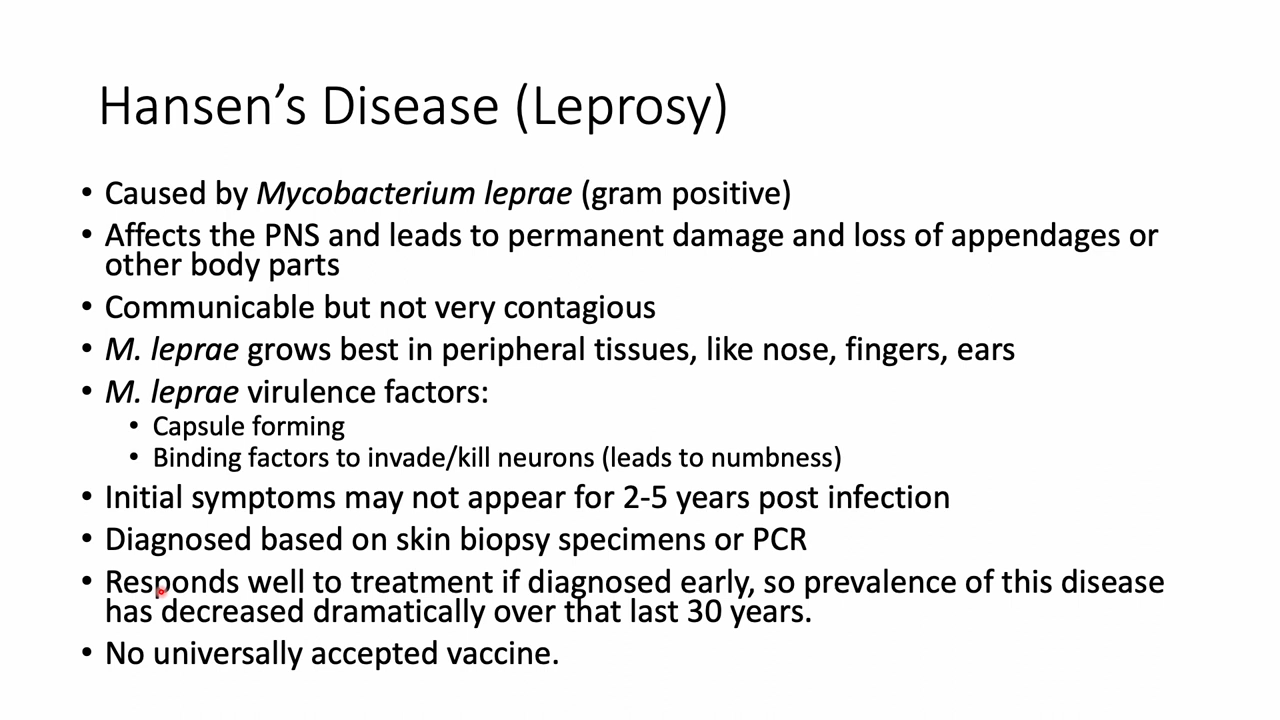 Hansen’s Disease (Leprosy)
• Caused by Mycobacterium leprae (gram positive)
• Affects the PNS and leads to permanent damage and loss of appendages or
other body parts
• Communicable but not very contagious
• M. leprae grows best in peripheral tissues, like nose, fingers, ears
• M. leprae virulence factors:
• Capsule forming
• Binding factors to invade/kill neurons (leads to numbness)
• Initial symptoms may not appear for 2-5 years post infection
• Diagnosed based on skin biopsy specimens or PCR
• Responds well to treatment if diagnosed early, so prevalence of this disease
has decreased dramatically over that last 30 years.
• No universally accepted vaccine.